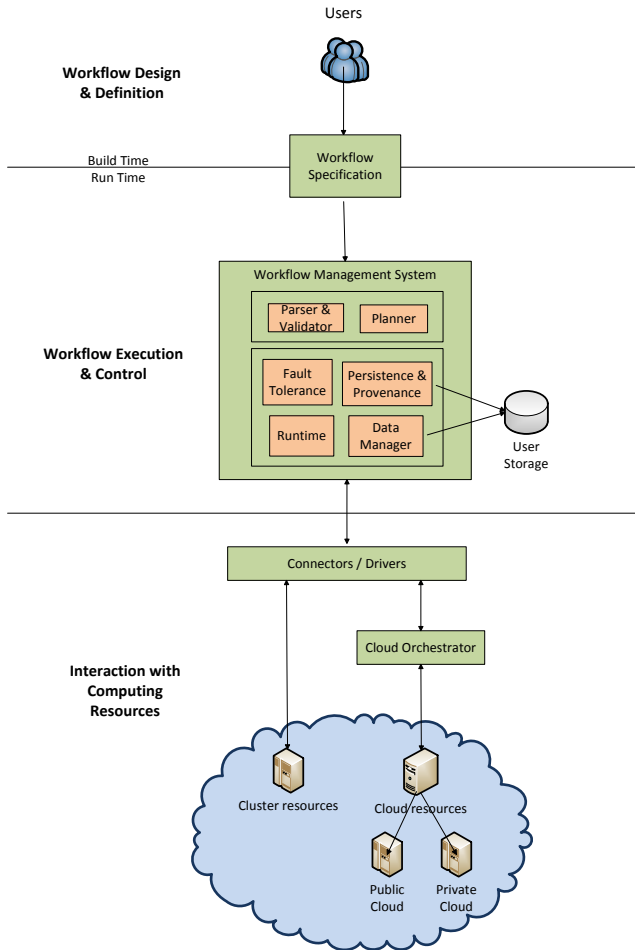 Users
Workflow Design
& Definition
Build Time
Run Time
Workflow
Specification
Workflow Management System
Parser &
Validator
Planner
Workflow Execution
& Control
Fault
Tolerance
Persistence &
Provenance
Runtime
Data
Manager
User
Storage
Connectors / Drivers
Cloud Orchestrator
Interaction with
Computing
Resources
Cluster resources
Cloud resources
Public
Cloud
Private
Cloud